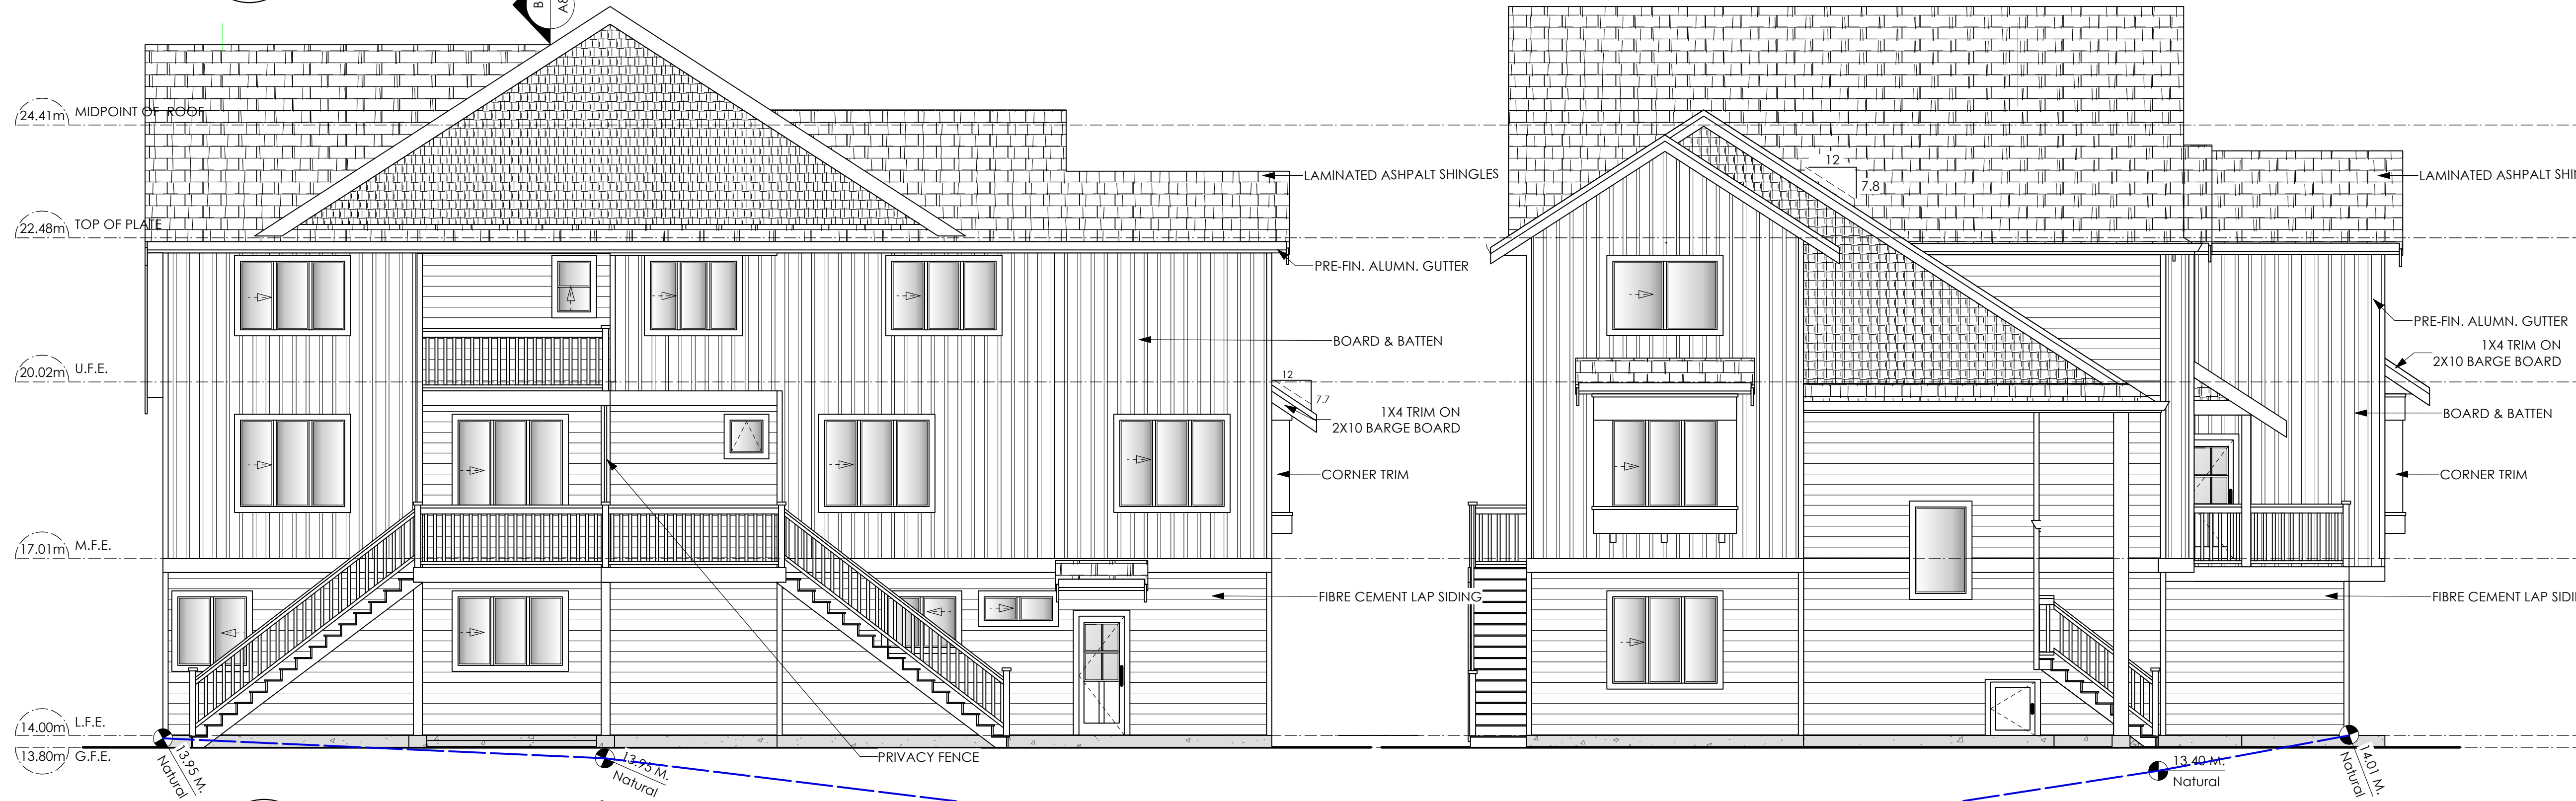 B
A8
24.41m MIDPOINT OF ROOF
22.48m TOP OF PLATE
20.02m U.F.E.
17.01m M.F.E.
14.00m L.F.E.
13.80m G.F.E.
13.95 M.
Natural
13.95 M.
Natural
LAMINATED ASHPALT SHINGLES
PRE-FIN. ALUMN. GUTTER
BOARD & BATTEN
12
7.7
1X4 TRIM ON
2X10 BARGE BOARD
CORNER TRIM
FIBRE CEMENT LAP SIDING
PRIVACY FENCE
12
7.8
LAMINATED ASHPALT SHI
PRE-FIN. ALUMN. GUTTER
1X4 TRIM ON
2X10 BARGE BOARD
BOARD & BATTEN
CORNER TRIM
FIBRE CEMENT LAP SIDI
13.40 M.
Natural
14.01 M.
Natural